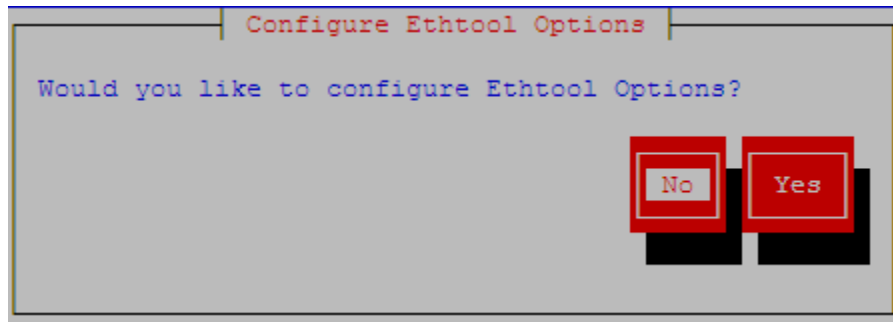 Configure Ethtool Options
Would you like to configure Ethtool Options?
No Yes